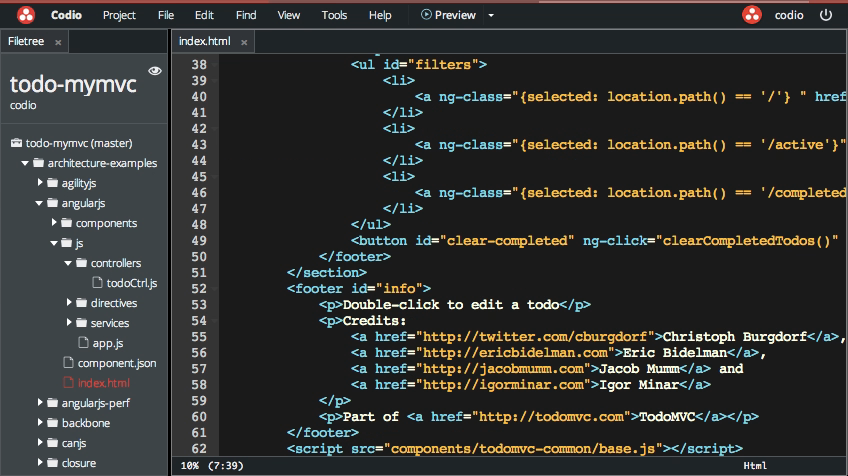 Codio Project File Edit Find View Tools Help Preview codio
Filetree × index.html ×
todo-mymvc
codio
todo-mymvc (master)
architecture-examples
agilityjs
angularjs
components
js
controllers
todoCtrl.js
directives
services
app.js
component.json
index.html
angularjs-perf
backbone
canjs
closure
38 <ul id="filters">
39 <li>
40 <a ng-class="{selected: location.path() == '/'} " href
41 </li>
42 <li>
43 <a ng-class="{selected: location.path() == '/active'}"
44 </li>
45 <li>
46 <a ng-class="{selected: location.path() == '/completed
47 </li>
48 </ul>
49 <button id="clear-completed" ng-click="clearCompletedTodos()"
50 </footer>
51 </section>
52 <footer id="info">
53 <p>Double-click to edit a todo</p>
54 <p>Credits:
55 <a href="http://twitter.com/cburgdorf">Christoph Burgdorf</a>,
56 <a href="http://ericbidelman.com">Eric Bidelman</a>,
57 <a href="http://jacobmumm.com">Jacob Mumm</a> and
58 <a href="http://igorminar.com">Igor Minar</a>
59 </p>
60 <p>Part of <a href="http://todomvc.com">TodoMVC</a></p>
61 </footer>
62 <script src="components/todomvc-common/base.js"></script>
10% (7:39) Html